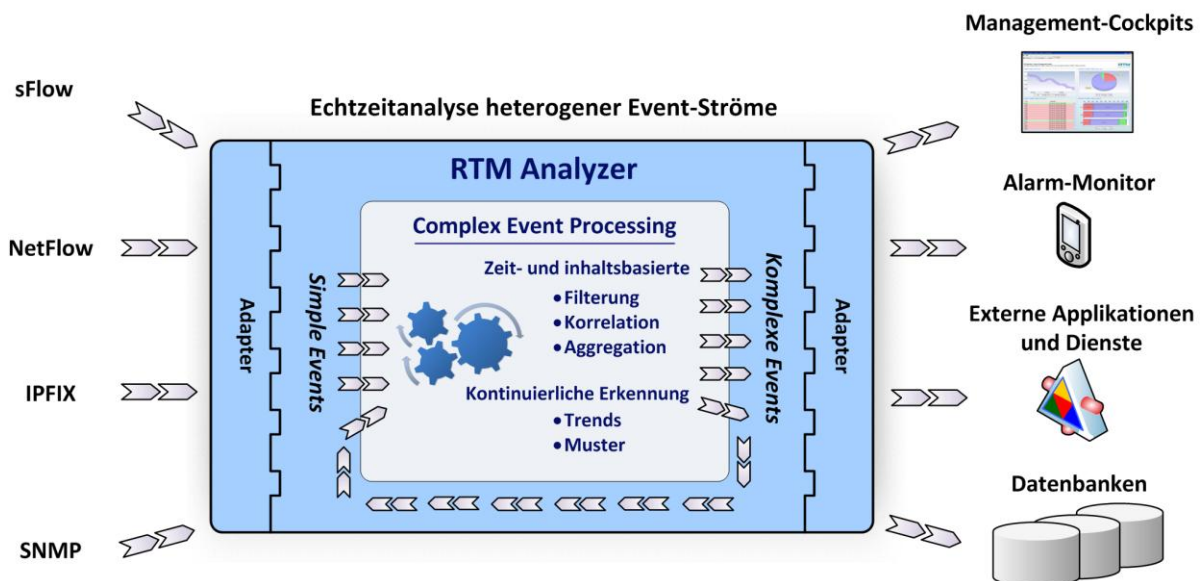 Management-Cockpits
sFlow
Echtzeitanalyse heterogener Event-Ströme
RTM Analyzer
Alarm-Monitor
Complex Event Processing
NetFlow
Adapter
Simple Events
Zeit- und inhaltsbasierte
•Filterung
•Korrelation
•Aggregation
Kontinuierliche Erkennung
•Trends
•Muster
Komplexe Events
Adapter
Externe Applikationen
und Dienste
IPFIX
Datenbanken
SNMP